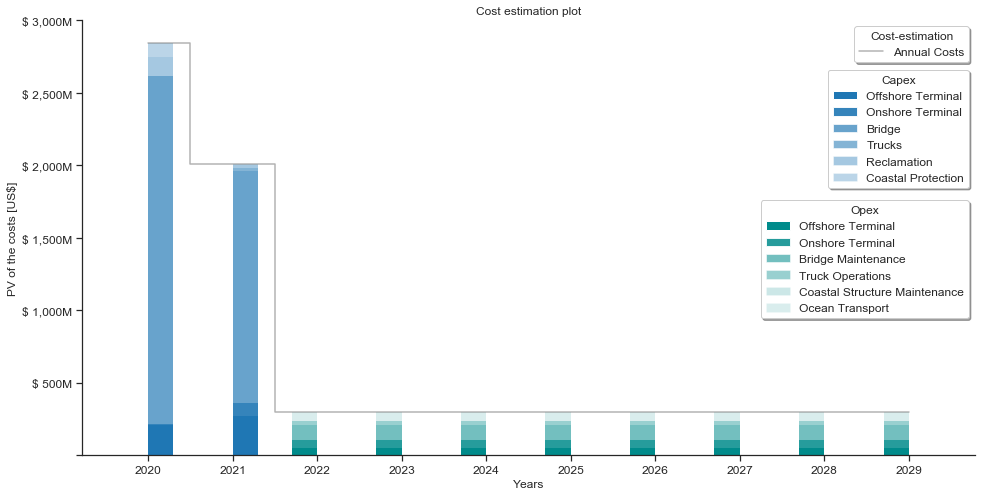 Cost estimation plot
$ 3,000M
$ 2,500M
$ 2,000M
$ 1,500M
$ 1,000M
$ 500M
PV of the costs [US$]
2020 2021 2022 2023 2024 2025 2026 2027 2028 2029
Years
Cost-estimation
Annual Costs
Capex
Offshore Terminal
Onshore Terminal
Bridge
Trucks
Reclamation
Coastal Protection
Opex
Offshore Terminal
Onshore Terminal
Bridge Maintenance
Truck Operations
Coastal Structure Maintenance
Ocean Transport